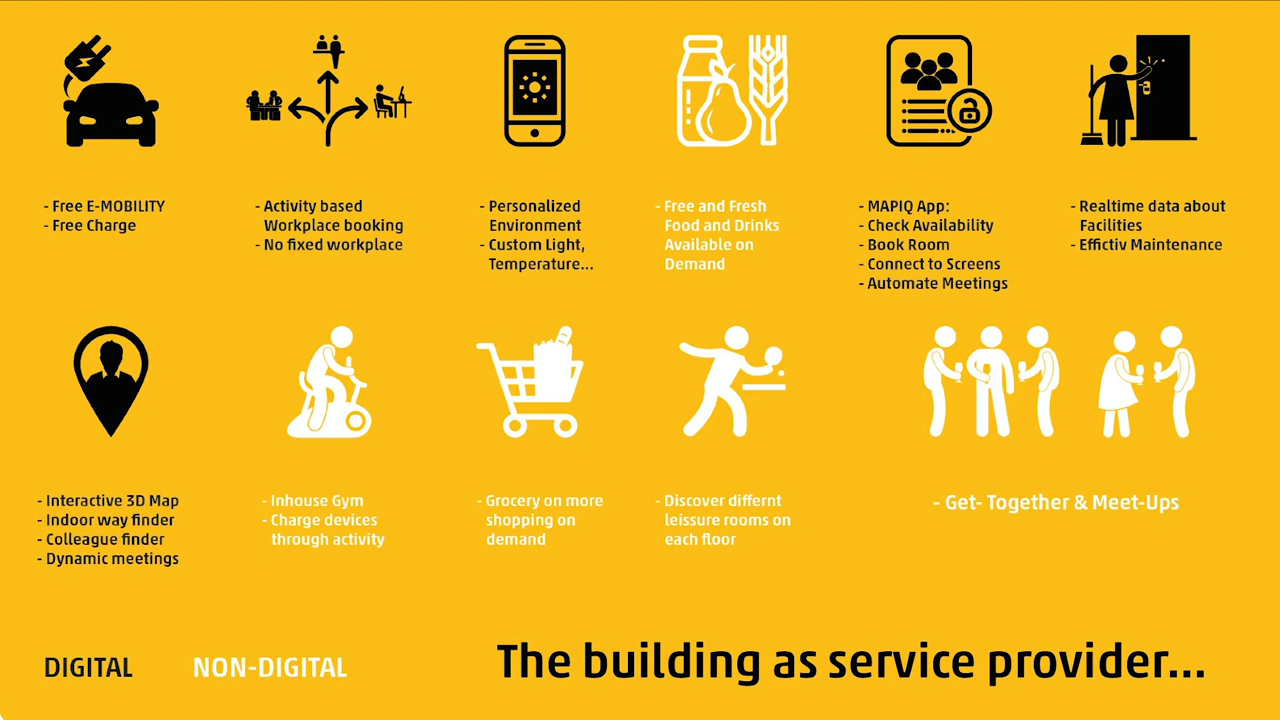 - Free E-MOBILITY
- Free Charge
- Activity based
Workplace booking
- No fixed workplace
- Personalized
Environment
- Custom Light,
Temperature...
- Free and Fresh
Food and Drinks
Available on
Demand
- MAPIQ App:
- Check Availability
- Book Room
- Connect to Screens
- Automate Meetings
- Realtime data about
Facilities
- Effictiv Maintenance
- Interactive 3D Map
- Indoor way finder
- Colleague finder
- Dynamic meetings
- Inhouse Gym
- Charge devices
through activity
- Grocery on more
shopping on
demand
- Discover differnt
leissure rooms on
each floor
- Get- Together & Meet-Ups
DIGITAL
NON-DIGITAL
The building as service provider...